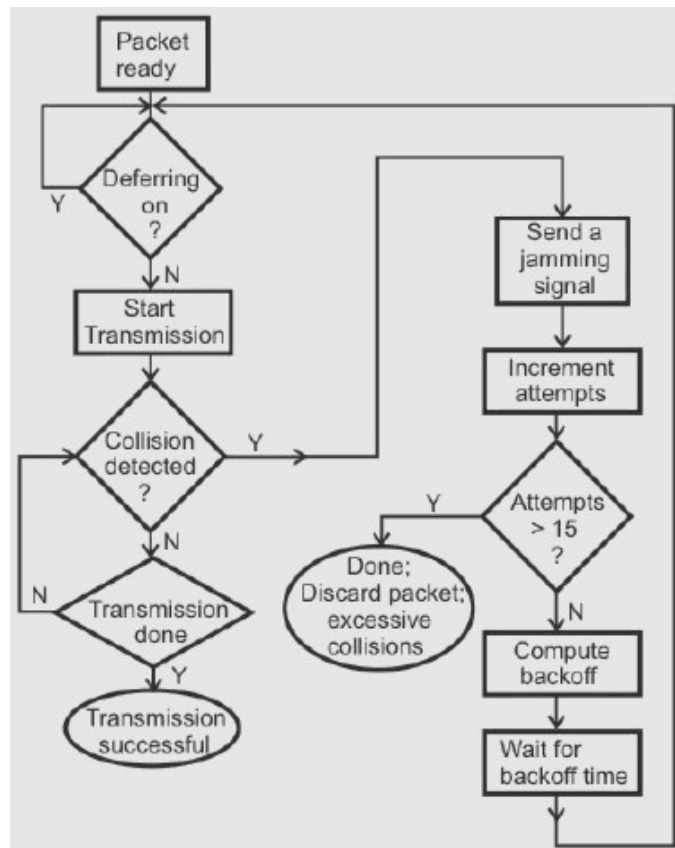 Packet
ready
Deferring
on
?
Y
N
Start
Transmission
Collision
detected
?
Y
N
Transmission
done
N
Y
Transmission
successful
Send a
jamming
signal
Increment
attempts
Attempts
> 15
?
Y
Done;
Discard packet;
excessive
collisions
N
Compute
backoff
Wait for
backoff time